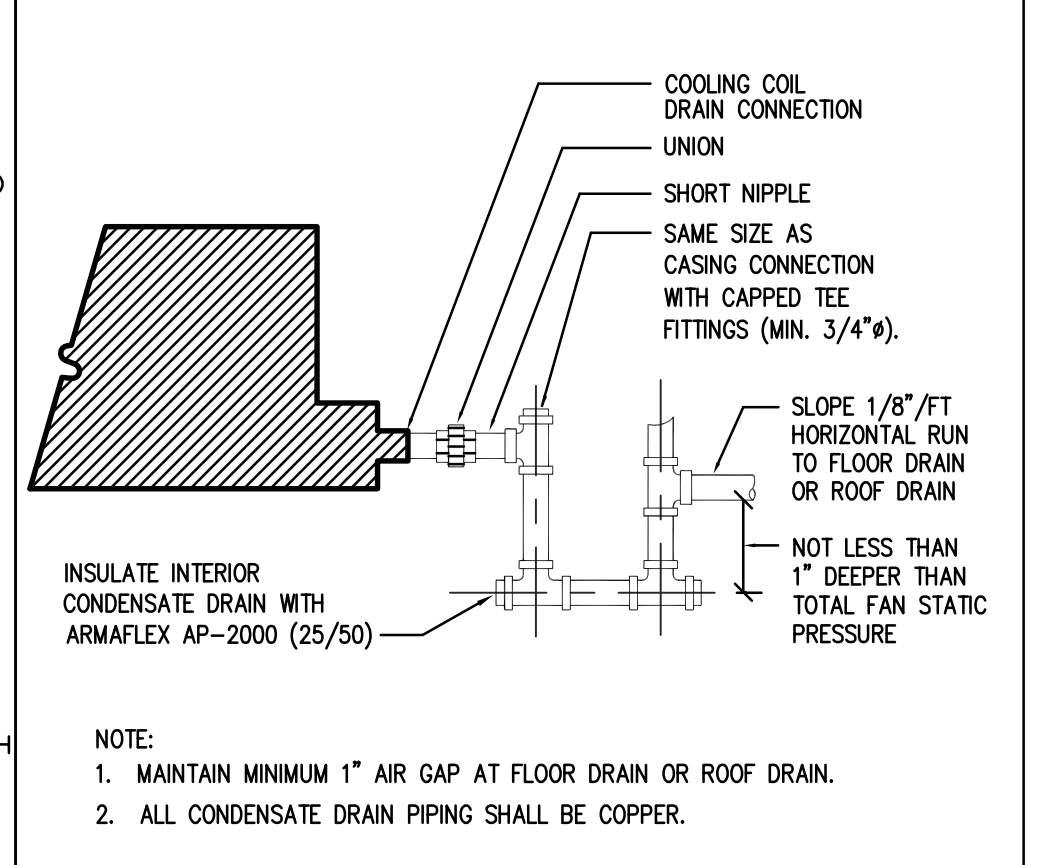 COOLING COIL
DRAIN CONNECTION
UNION
SHORT NIPPLE
SAME SIZE AS
CASING CONNECTION
WITH CAPPED TEE
FITTINGS (MIN. 3/4"ø).
SLOPE 1/8"/FT
HORIZONTAL RUN
TO FLOOR DRAIN
OR ROOF DRAIN
NOT LESS THAN
1" DEEPER THAN
TOTAL FAN STATIC
PRESSURE
INSULATE INTERIOR
CONDENSATE DRAIN WITH
ARMAFLEX AP-2000 (25/50)
NOTE:
1. MAINTAIN MINIMUM 1" AIR GAP AT FLOOR DRAIN OR ROOF DRAIN.
2. ALL CONDENSATE DRAIN PIPING SHALL BE COPPER.